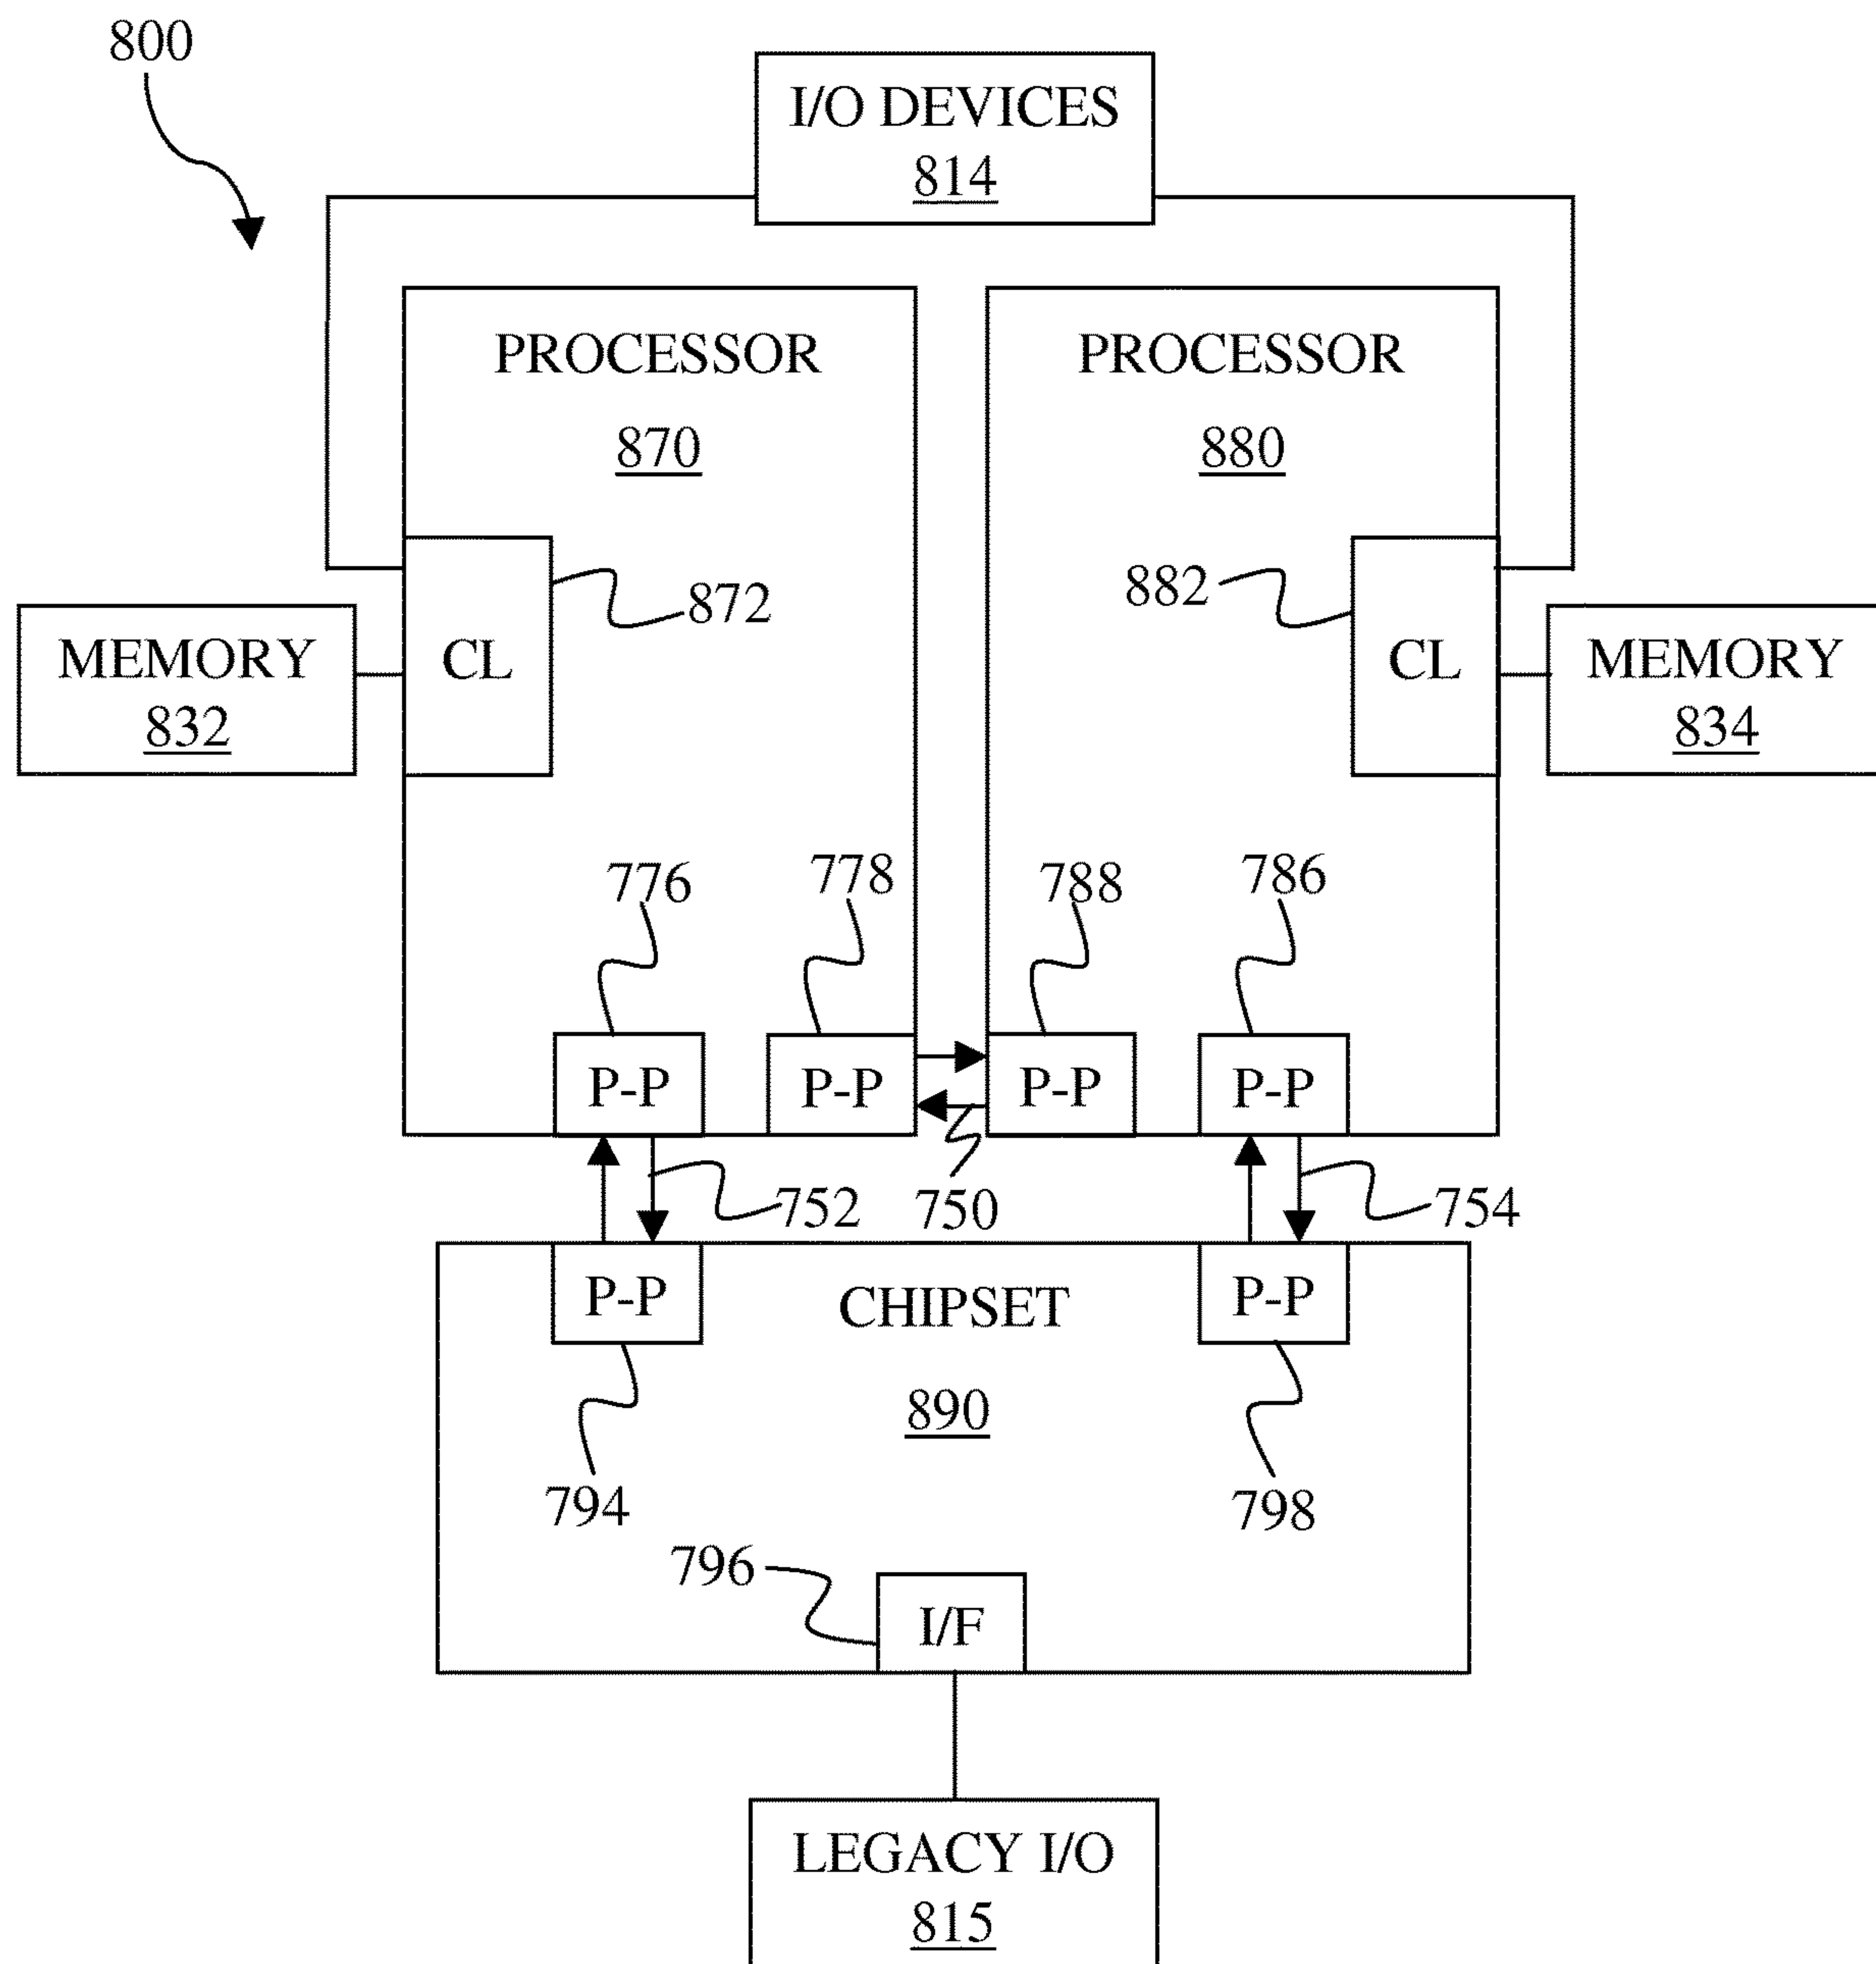 800
I/O DEVICES
814
PROCESSOR
870
PROCESSOR
880
872
882
MEMORY
832
CL
CL
MEMORY
834
776
778
788
786
P-P
P-P
P-P
P-P
752
750
754
P-P
CHIPSET
P-P
890
794
798
796
I/F
LEGACY I/O
815